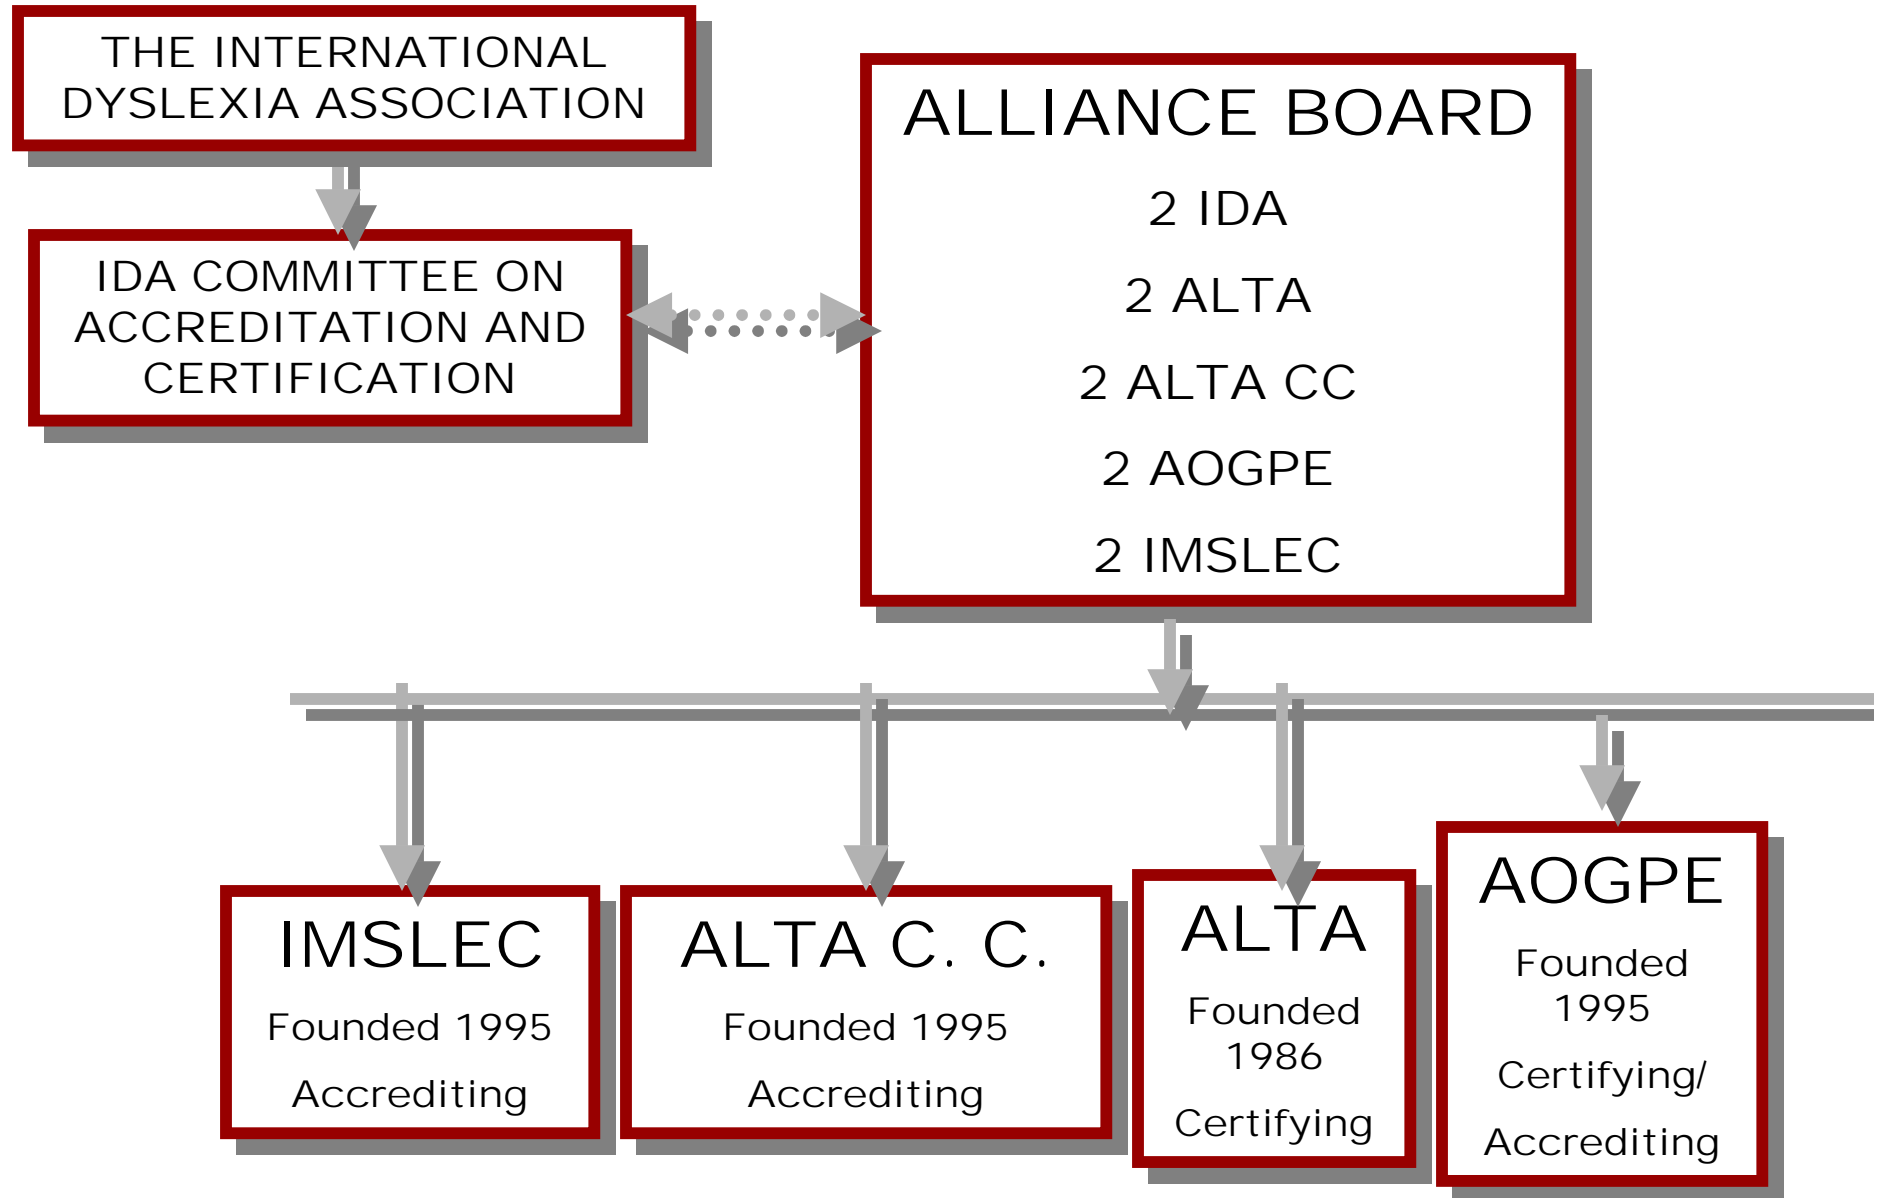 THE INTERNATIONAL
DYSLEXIA ASSOCIATION
IDA COMMITTEE ON
ACCREDITATION AND
CERTIFICATION
ALLIANCE BOARD
2 IDA
2 ALTA
2 ALTA CC
2 AOGPE
2 IMSLEC
IMSLEC
Founded 1995
Accrediting
ALTA C. C.
Founded 1995
Accrediting
ALTA
Founded
1986
Certifying
AOGPE
Founded
1995
Certifying/
Accrediting